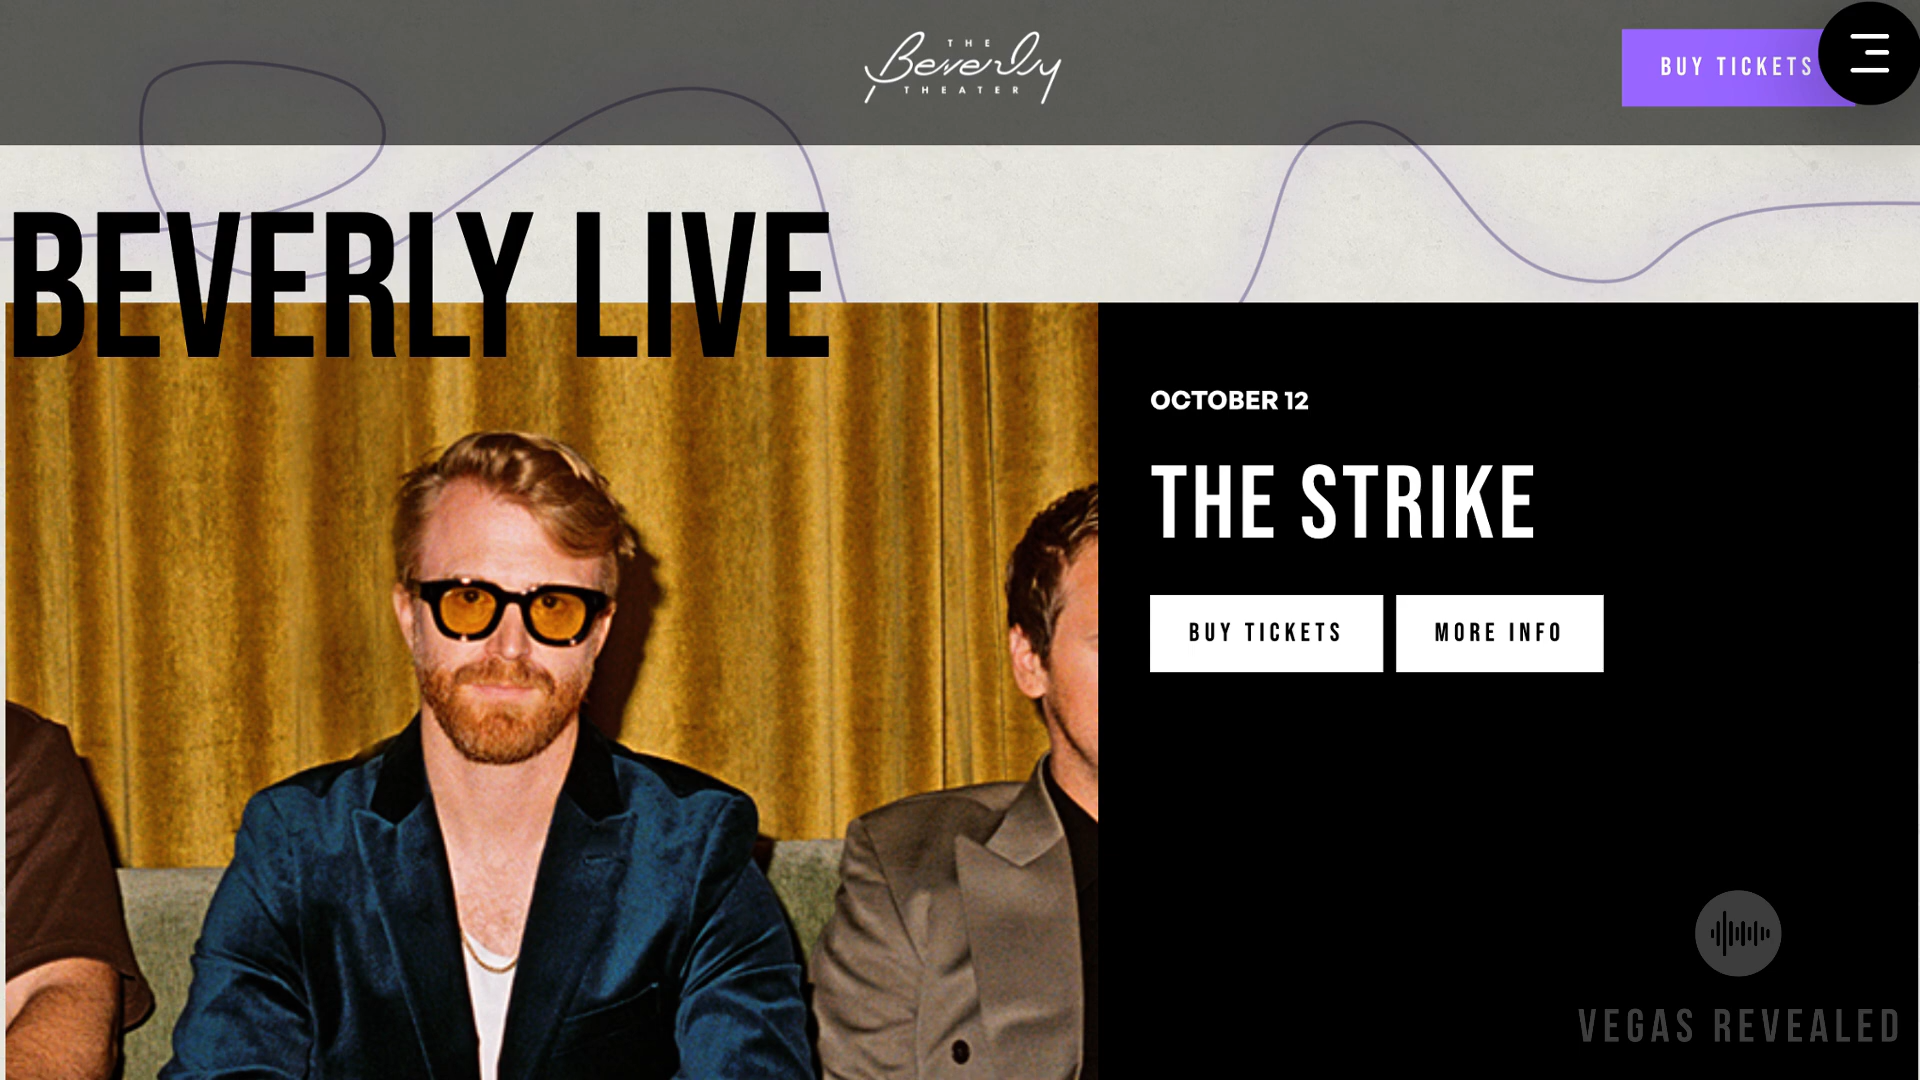 THE
Beverly
THEATER
BUY TICKETS
BEVERLY LIVE
OCTOBER 12
THE STRIKE
BUY TICKETS
MORE INFO
VEGAS REVEALED